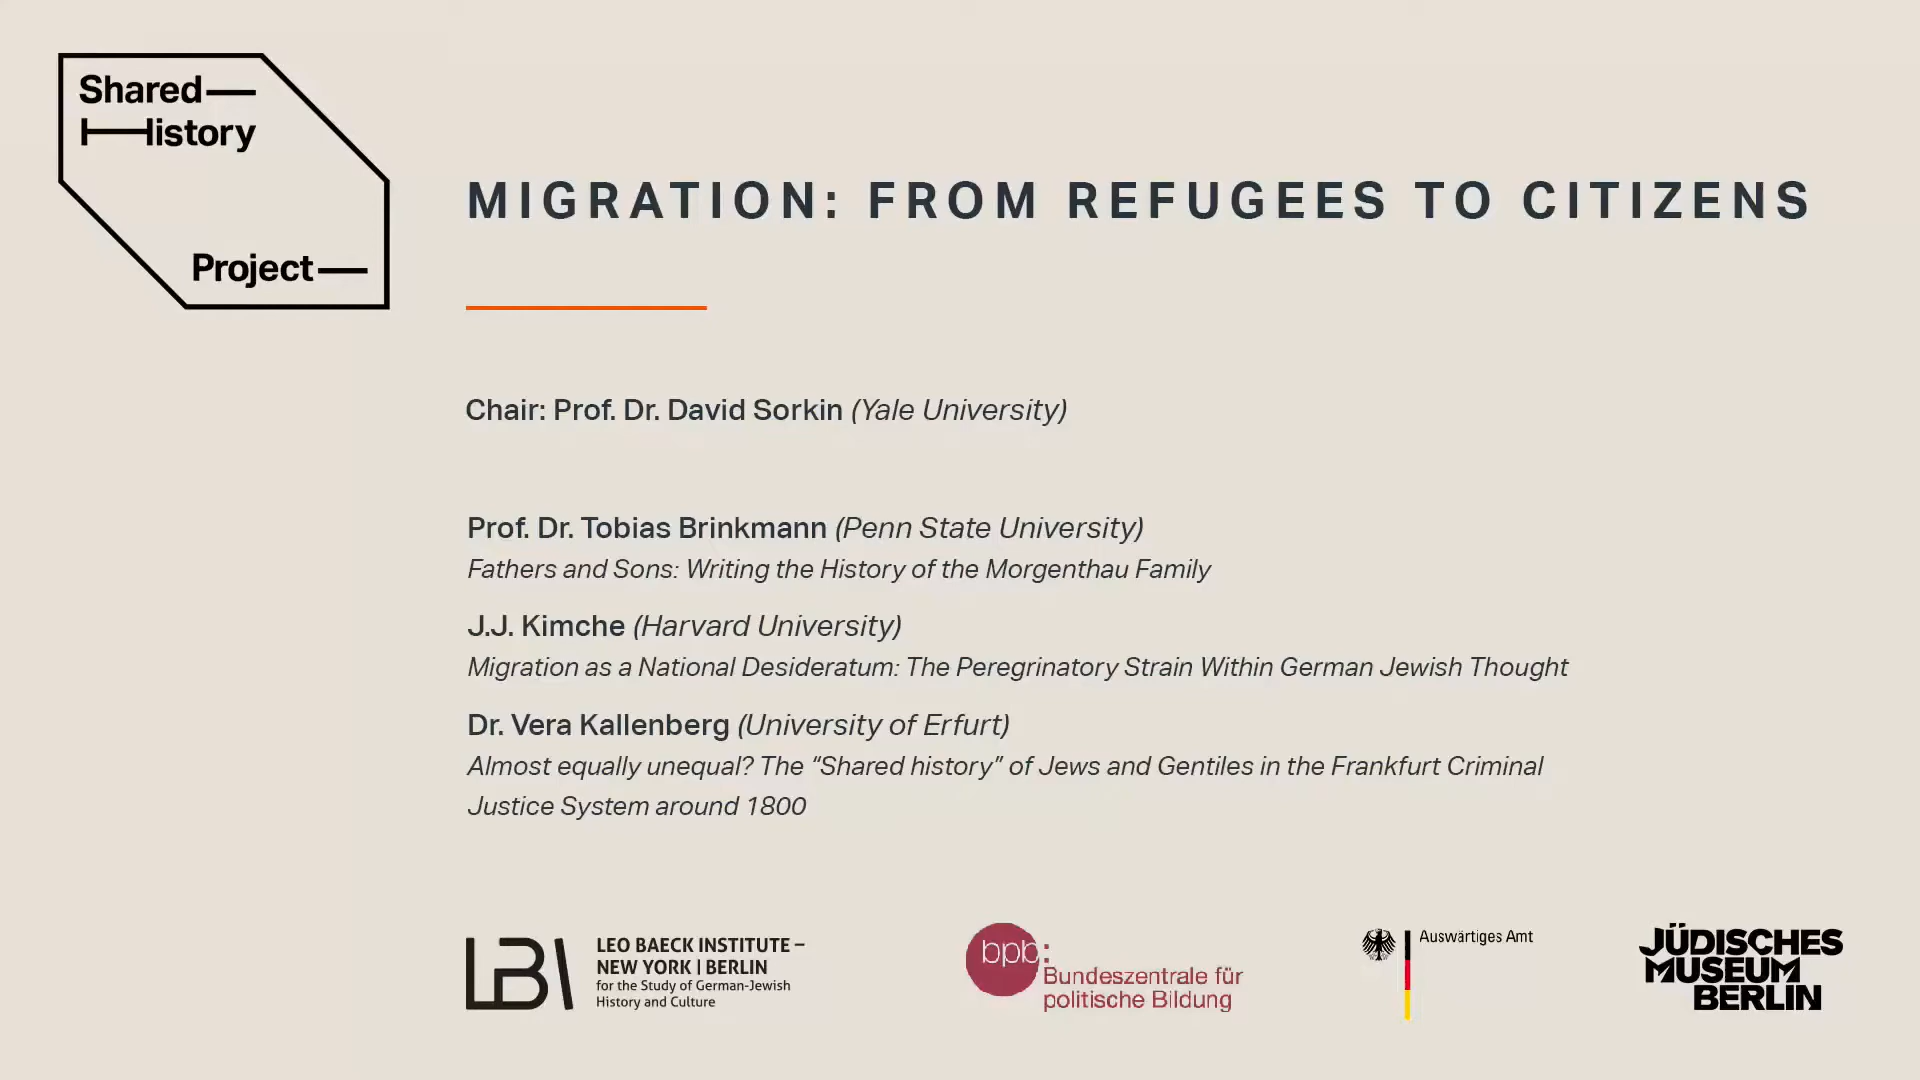 Shared
History
Project
MIGRATION: FROM REFUGEES TO CITIZENS
Chair: Prof. Dr. David Sorkin (Yale University)
Prof. Dr. Tobias Brinkmann (Penn State University)
Fathers and Sons: Writing the History of the Morgenthau Family
J.J. Kimche (Harvard University)
Migration as a National Desideratum: The Peregrinatory Strain Within German Jewish Thought
Dr. Vera Kallenberg (University of Erfurt)
Almost equally unequal? The “Shared history” of Jews and Gentiles in the Frankfurt Criminal
Justice System around 1800
LBI
LEO BAECK INSTITUTE –
NEW YORK | BERLIN
for the Study of German-Jewish
History and Culture
bpb:
Bundeszentrale für
politische Bildung
Auswärtiges Amt
JÜDISCHES
MUSEUM
BERLIN